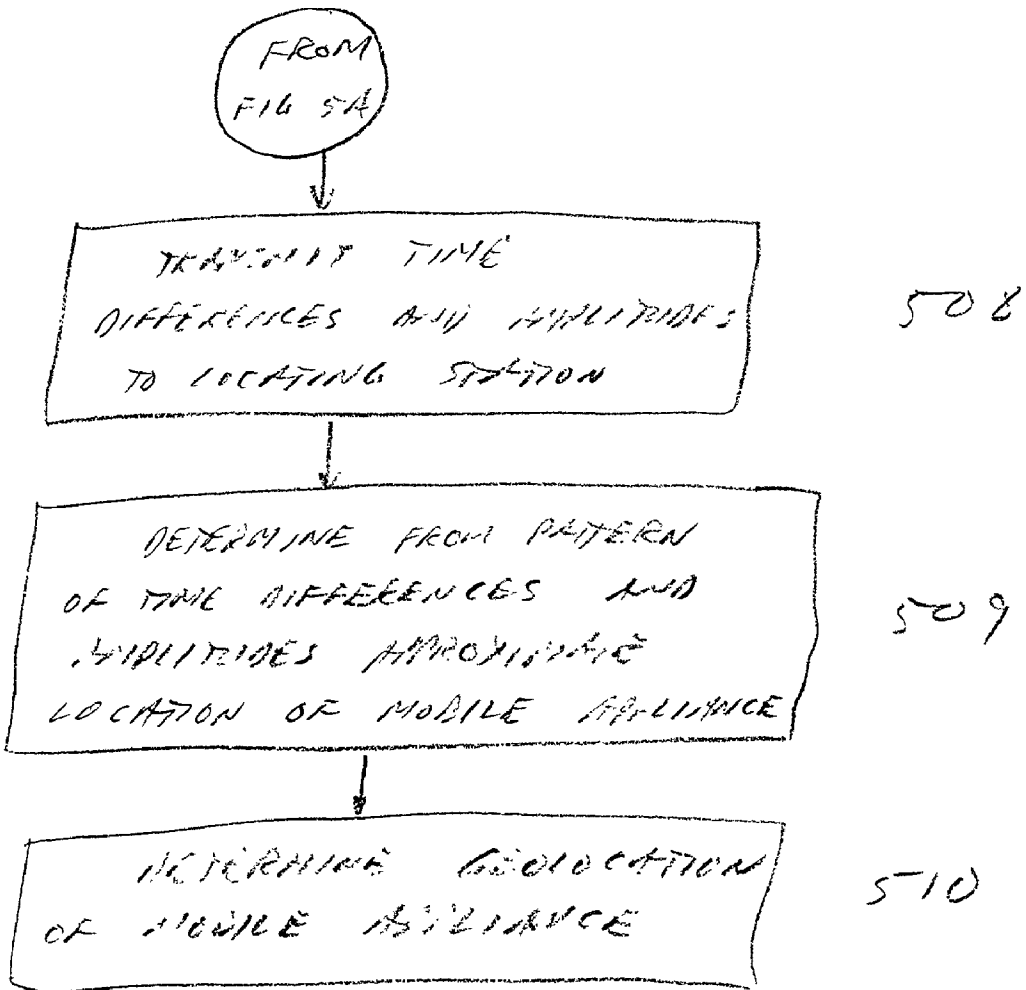 FROM
FIG 5A
TRANSMIT TIME
DIFFERENCES AND AMPLITUDES
TO LOCATING STATION
508
DETERMINE FROM PATTERN
OF TIME DIFFERENCES AND
AMPLITUDES APPROXIMATE
LOCATION OF MOBILE APPLIANCE
509
DETERMINE GEOLOCATION
OF MOBILE APPLIANCE
510